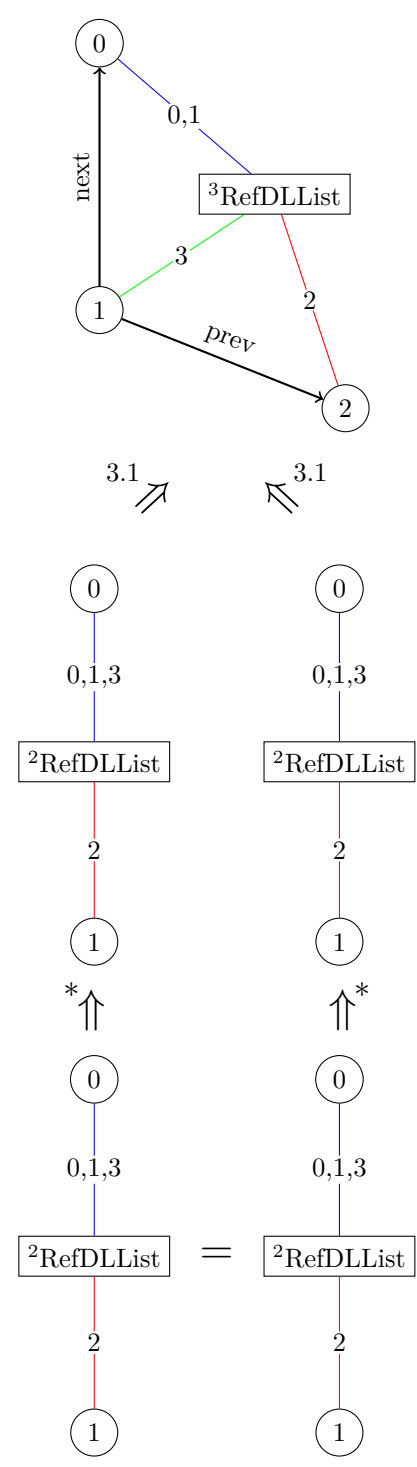 0
0,1
next
³RefDLList
3
1
2
prev
2
3.1 ⇗ ⇖ 3.1
0 0
0,1,3 0,1,3
²RefDLList ²RefDLList
2 2
1 1
*⇑ ⇑*
0 0
0,1,3 0,1,3
²RefDLList = ²RefDLList
2 2
1 1